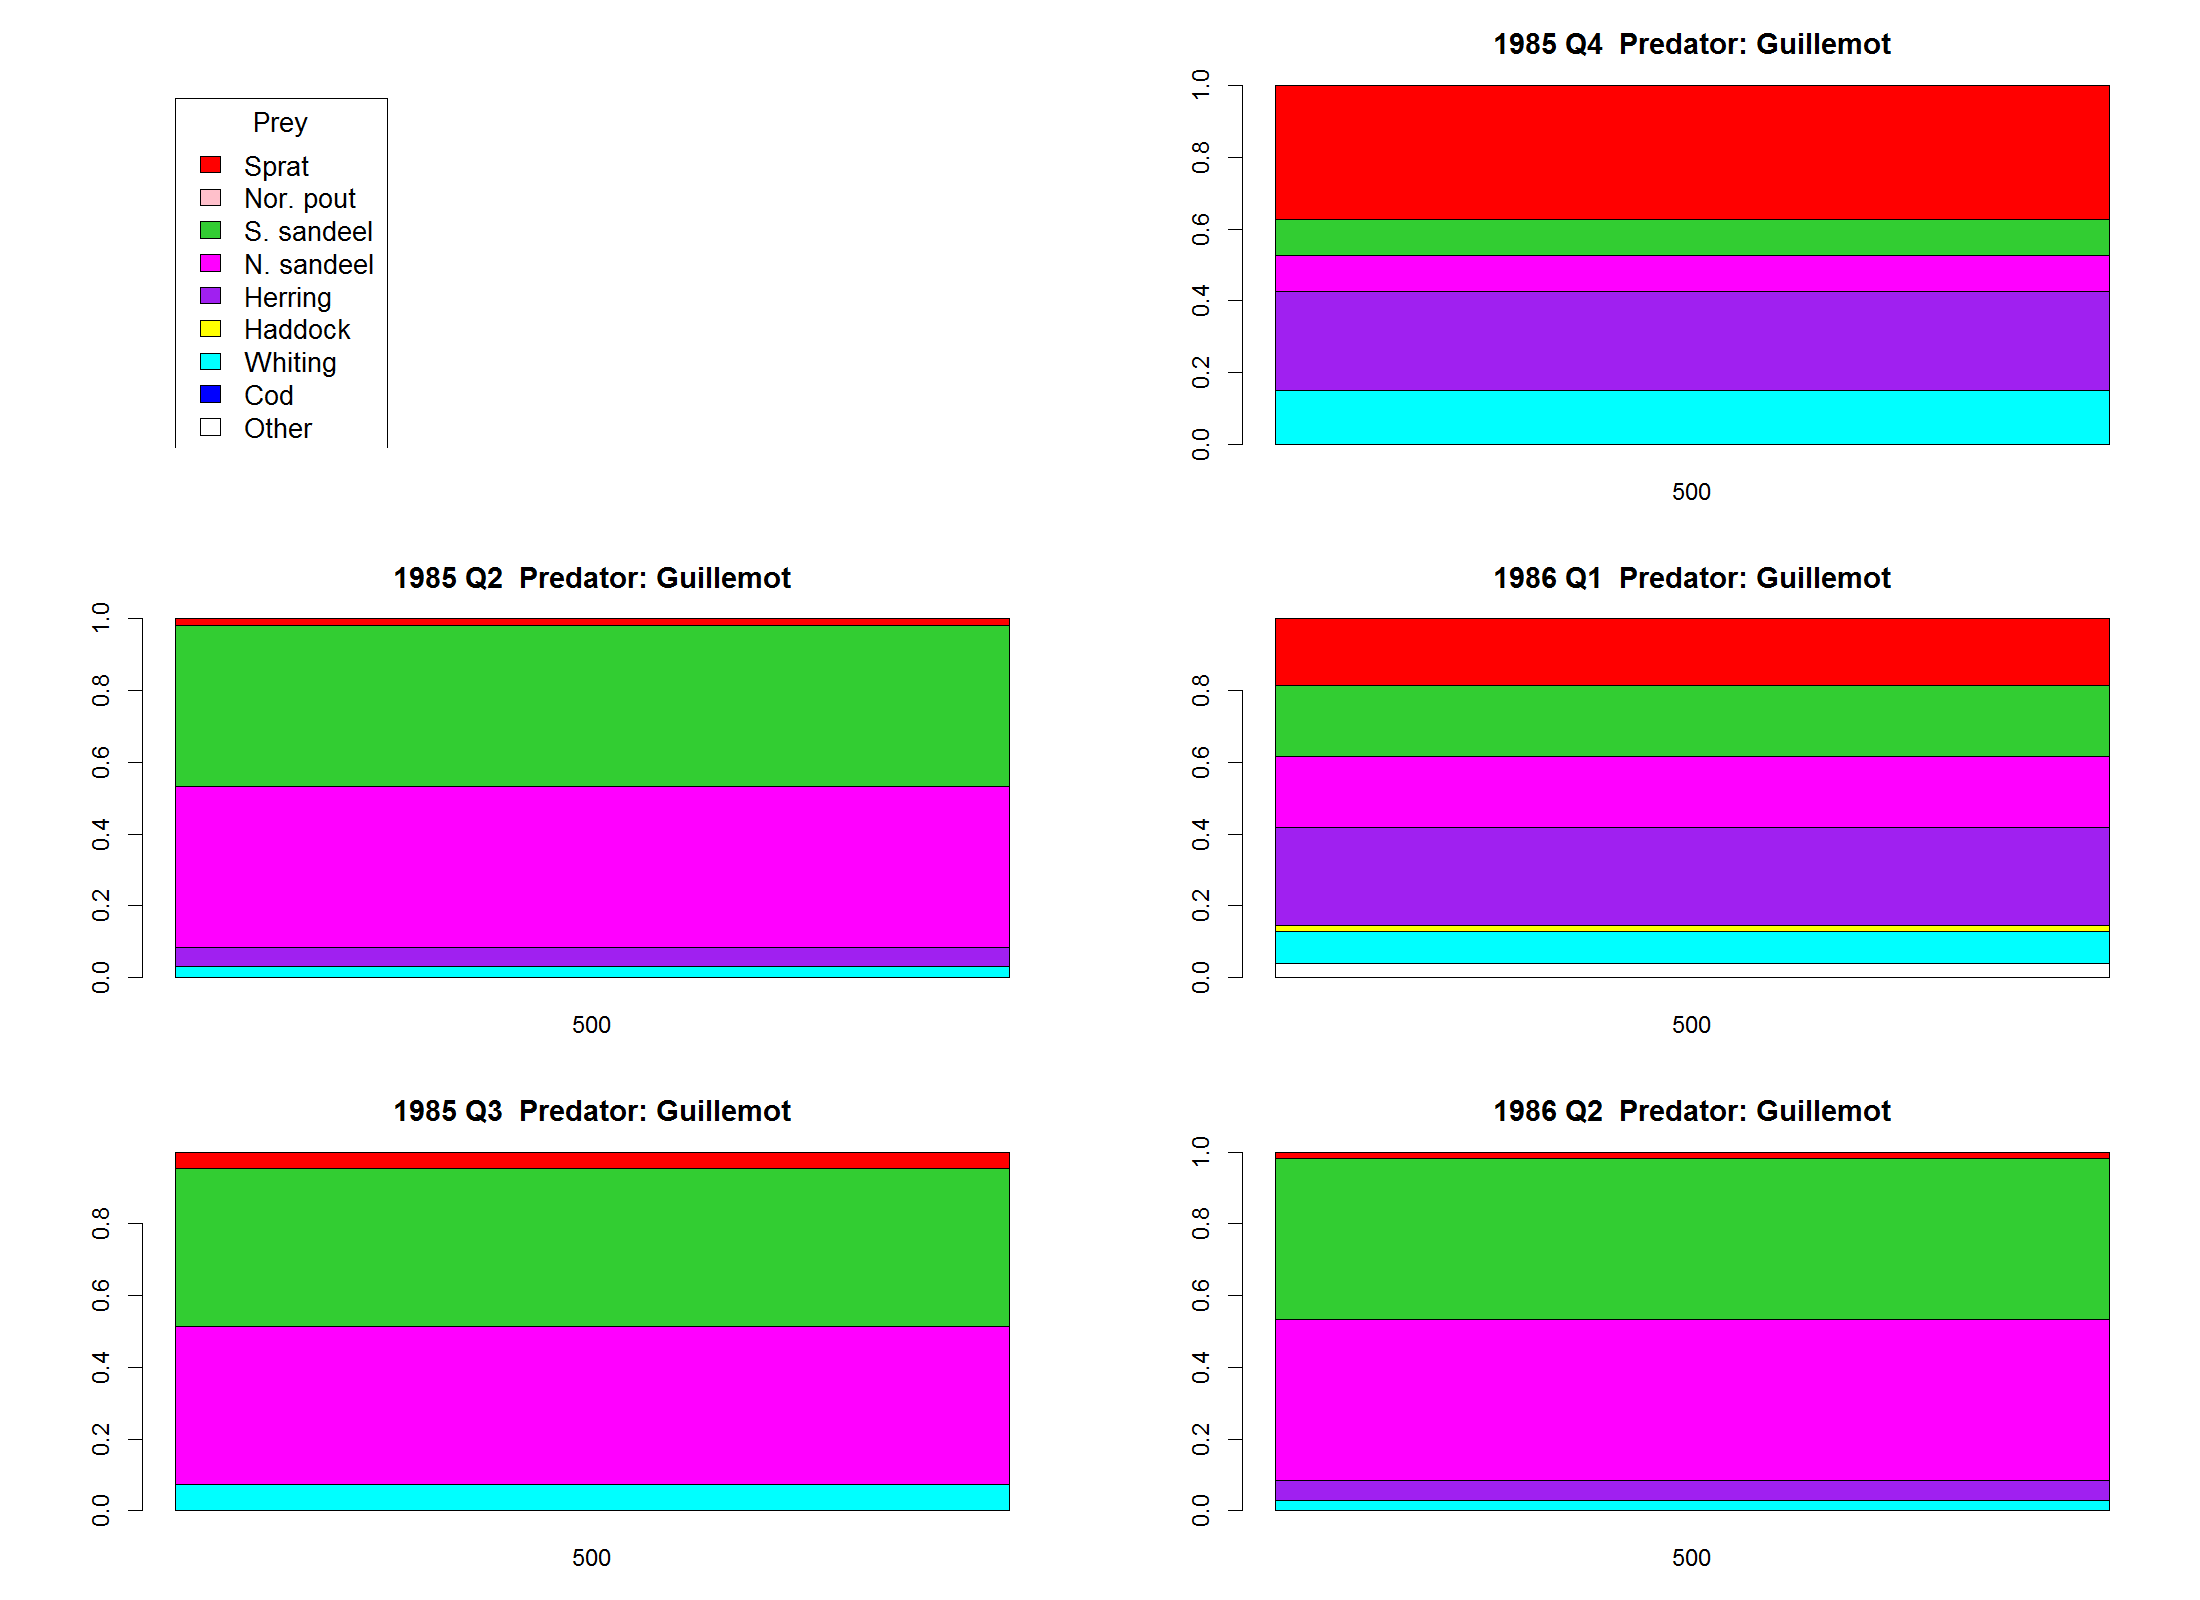 Prey
Sprat
Nor. pout
S. sandeel
N. sandeel
Herring
Haddock
Whiting
Cod
Other
1985 Q4  Predator: Guillemot
1.0
0.8
0.6
0.4
0.2
0.0
500
1985 Q2  Predator: Guillemot
1.0
0.8
0.6
0.4
0.2
0.0
500
1986 Q1  Predator: Guillemot
0.8
0.6
0.4
0.2
0.0
500
1985 Q3  Predator: Guillemot
0.8
0.6
0.4
0.2
0.0
500
1986 Q2  Predator: Guillemot
1.0
0.8
0.6
0.4
0.2
0.0
500